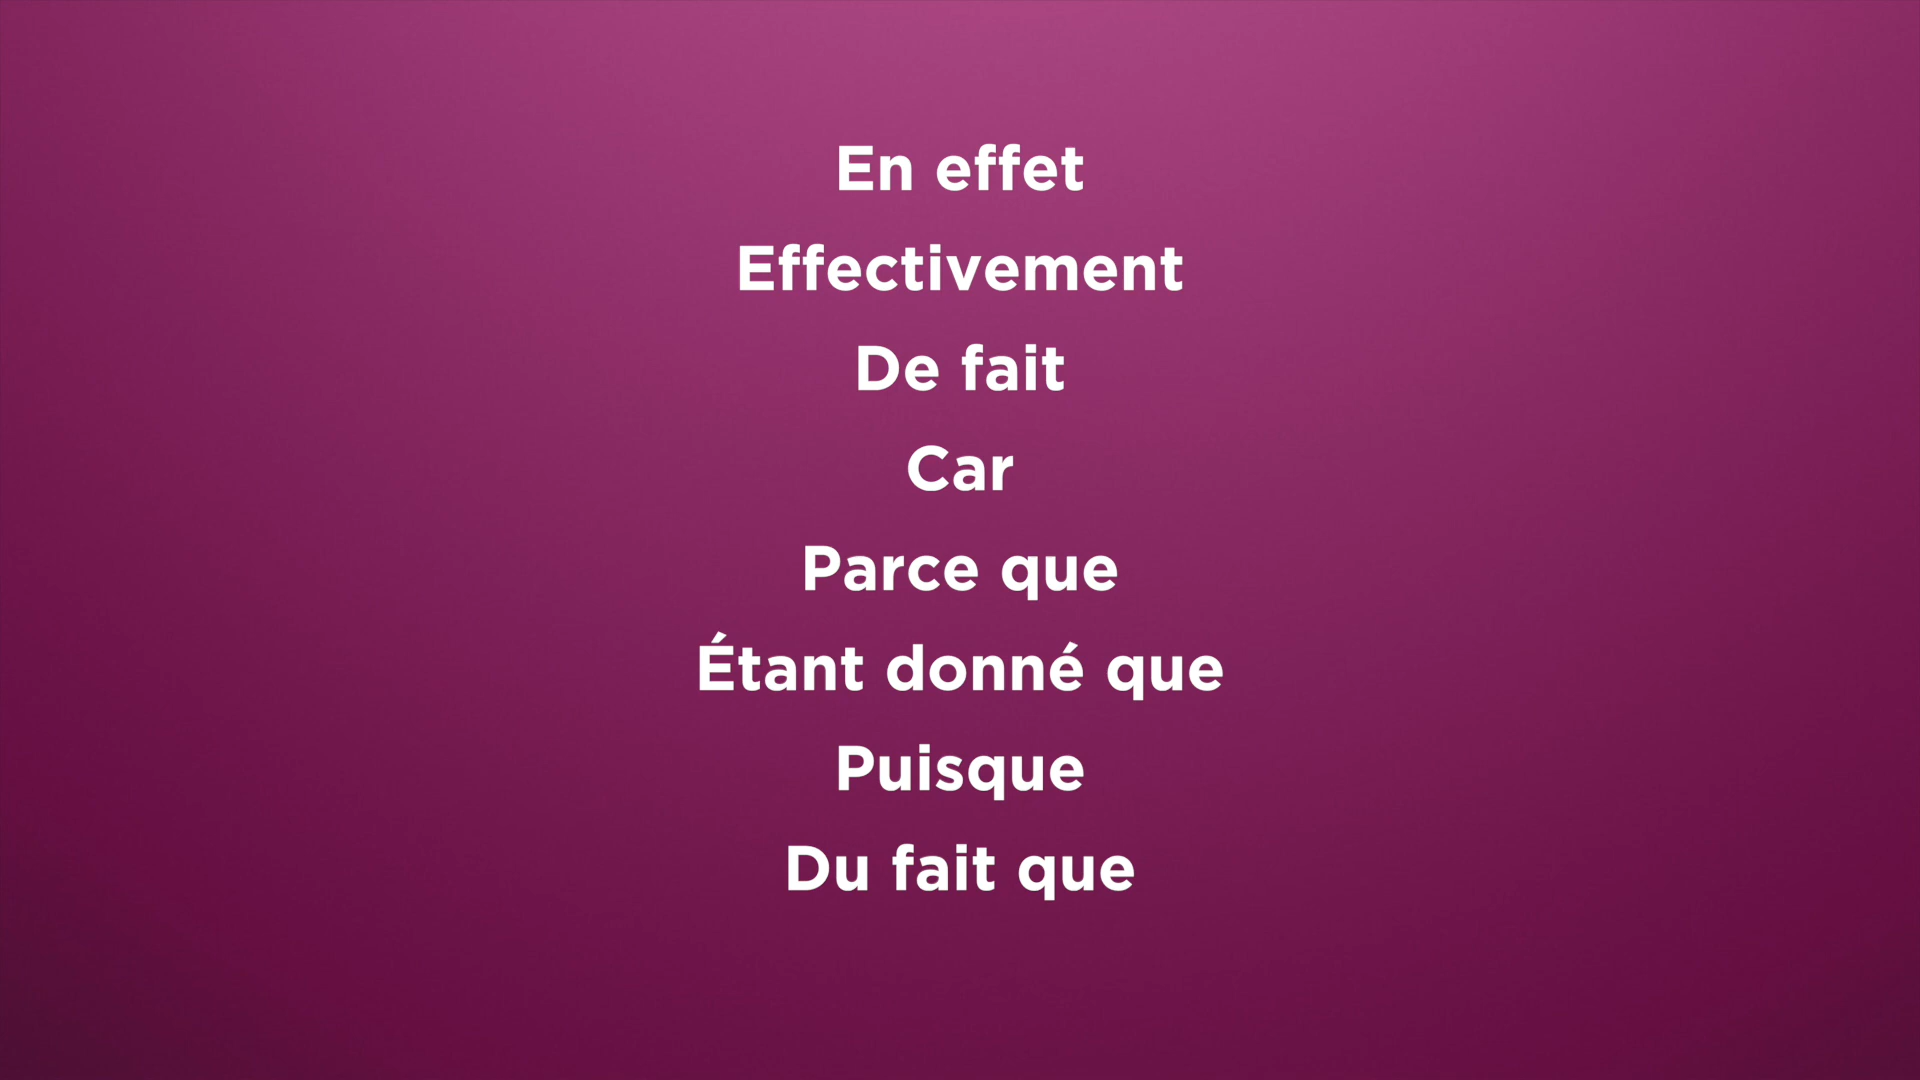 En effet
Effectivement
De fait
Car
Parce que
Étant donné que
Puisque
Du fait que